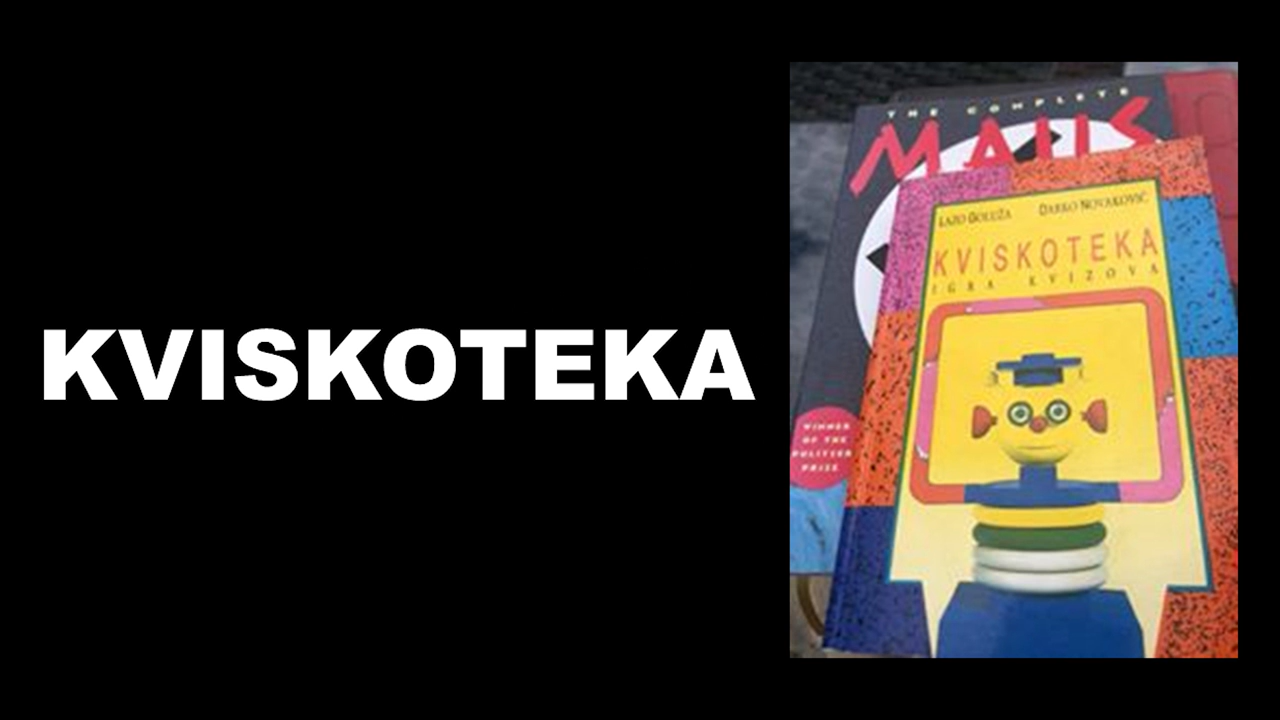 KVISKOTEKA
THE COMPLETE
MAUS
LAZO GOLUŽA DARKO NOVAKOVIĆ
KVISKOTEKA
IGRA KVIZOVA
WINNER
OF THE
PULITZER
PRIZE